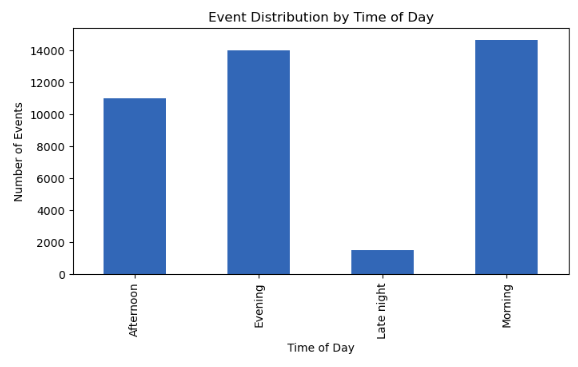 Event Distribution by Time of Day
Number of Events
14000
12000
10000
8000
6000
4000
2000
0
Afternoon
Evening
Late night
Morning
Time of Day